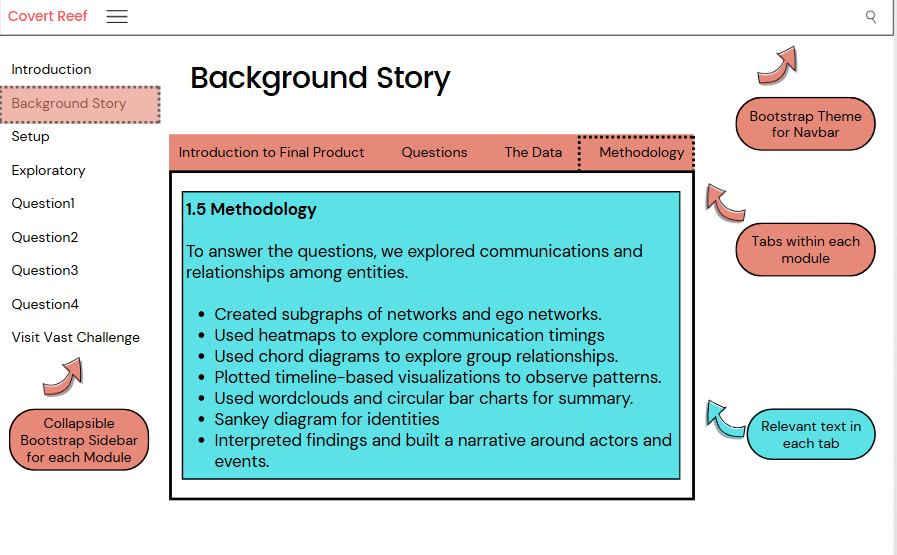 Covert Reef
Introduction
Background Story
Setup
Exploratory
Question1
Question2
Question3
Question4
Visit Vast Challenge
Collapsible
Bootstrap Sidebar
for each Module
Background Story
Introduction to Final Product
Questions
The Data
Methodology
1.5 Methodology
To answer the questions, we explored communications and
relationships among entities.
• Created subgraphs of networks and ego networks.
• Used heatmaps to explore communication timings
• Used chord diagrams to explore group relationships.
• Plotted timeline-based visualizations to observe patterns.
• Used wordclouds and circular bar charts for summary.
• Sankey diagram for identities
• Interpreted findings and built a narrative around actors and
events.
Bootstrap Theme
for Navbar
Tabs within each
module
Relevant text in
each tab